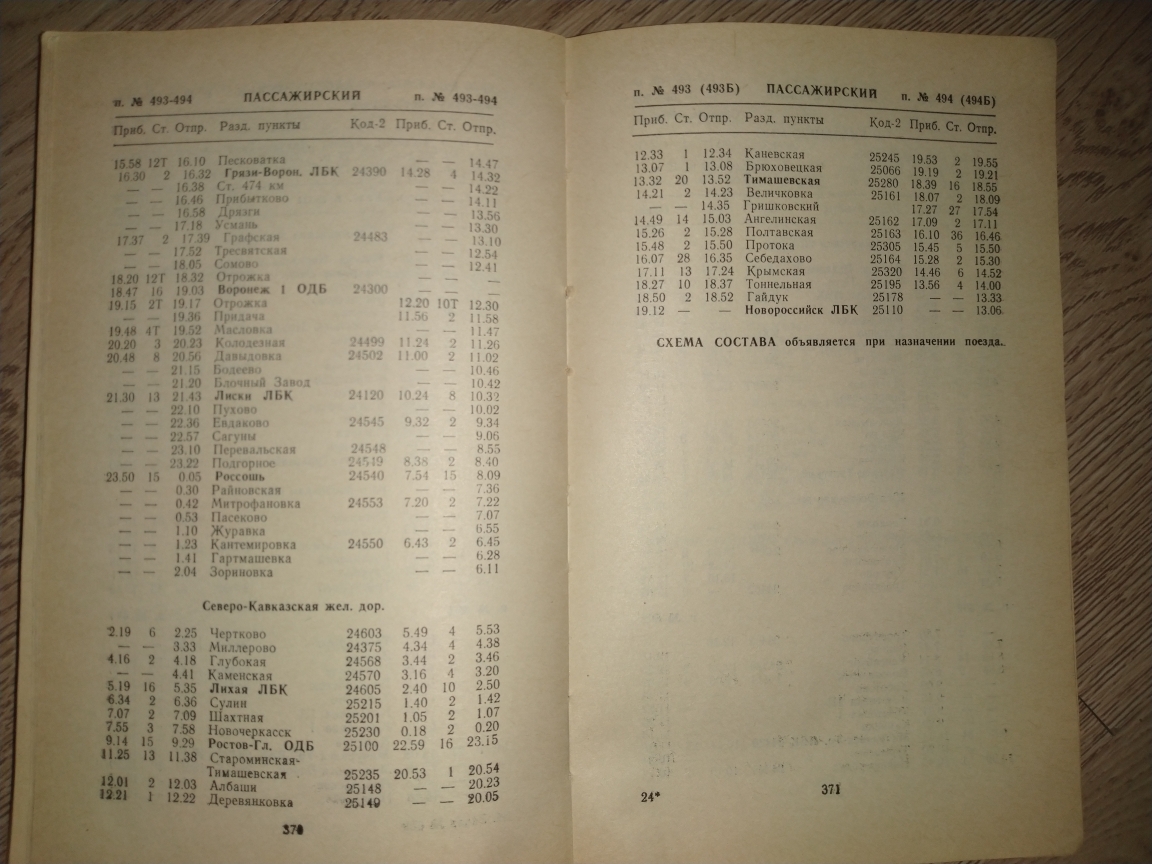 п. № 493-494 ПАССАЖИРСКИЙ п. № 493-494
Приб. Ст. Отпр. Разд. пункты Код-2 Приб. Ст. Отпр.
15.58 12Т 16.10 Песковатка — — 14.47
16.30 2 16.32 Грязи-Ворон. ЛБК 24390 14.28 4 14.32
— — 16.38 Ст. 474 км — — 14.22
— — 16.46 Прибытково — — 14.11
— — 16.58 Дрязги — — 13.56
— — 17.18 Усмань — — 13.30
17.37 2 17.39 Графская 24483 — — 13.10
— — 17.52 Тресвятская — — 12.54
— — 18.05 Сомово — — 12.41
18.20 12Т 18.32 Отрожка — — —
18.47 16 19.03 Воронеж I ОДБ 24300 — — —
19.15 2Т 19.17 Отрожка 12.20 10Т 12.30
— — 19.36 Придача 11.56 2 11.58
19.48 4Т 19.52 Масловка — — 11.47
20.20 3 20.23 Колодезная 24499 11.24 2 11.26
20.48 8 20.56 Давыдовка 24502 11.00 2 11.02
— — 21.15 Бодеево — — 10.46
— — 21.20 Блочный Завод — — 10.42
21.30 13 21.43 Лиски ЛБК 24120 10.24 8 10.32
— — 22.10 Пухово — — 10.02
— — 22.36 Евдаково 24545 9.32 2 9.34
— — 22.57 Сагуны — — 9.06
— — 23.10 Перевальская 24548 — — 8.55
— — 23.22 Подгорное 24549 8.38 2 8.40
23.50 15 0.05 Россошь 24540 7.54 15 8.09
— — 0.30 Райновская — — 7.36
— — 0.42 Митрофановка 24553 7.20 2 7.22
— — 0.53 Пасеково — — 7.07
— — 1.10 Журавка — — 6.55
— — 1.23 Кантемировка 24550 6.43 2 6.45
— — 1.41 Гартмашевка — — 6.28
— — 2.04 Зориновка — — 6.11
Северо-Кавказская жел. дор.
2.19 6 2.25 Чертково 24603 5.49 4 5.53
— — 3.33 Миллерово 24375 4.34 4 4.38
4.16 2 4.18 Глубокая 24568 3.44 2 3.46
— — 4.41 Каменская 24570 3.16 4 3.20
5.19 16 5.35 Лихая ЛБК 24605 2.40 10 2.50
6.34 2 6.36 Сулин 25215 1.40 2 1.42
7.07 2 7.09 Шахтная 25201 1.05 2 1.07
7.55 3 7.58 Новочеркасск 25230 0.18 2 0.20
9.14 15 9.29 Ростов-Гл. ОДБ 25100 22.59 16 23.15
11.25 13 11.38 Староминская-
Тимашевская 25235 20.53 1 20.54
12.01 2 12.03 Албаши 25148 — — 20.23
12.21 1 12.22 Деревянковка 25149 — — 20.05
370
п. № 493 (493Б) ПАССАЖИРСКИЙ п. № 494 (494Б)
Приб. Ст. Отпр. Разд. пункты Код-2 Приб. Ст. Отпр.
12.33 1 12.34 Каневская 25245 19.53 2 19.55
13.07 1 13.08 Брюховецкая 25066 19.19 2 19.21
13.32 20 13.52 Тимашевская 25280 18.39 16 18.55
14.21 2 14.23 Величковка 25161 18.07 2 18.09
— — 14.35 Гришковский 17.27 27 17.54
14.49 14 15.03 Ангелинская 25162 17.09 2 17.11
15.26 2 15.28 Полтавская 25163 16.10 36 16.46
15.48 2 15.50 Протока 25305 15.45 5 15.50
16.07 28 16.35 Себедахово 25164 15.28 2 15.30
17.11 13 17.24 Крымская 25320 14.46 6 14.52
18.27 10 18.37 Тоннельная 25195 13.56 4 14.00
18.50 2 18.52 Гайдук 25178 — — 13.33
19.12 — — Новороссийск ЛБК 25110 — — 13.06
СХЕМА СОСТАВА объявляется при назначении поезда.
24* 371